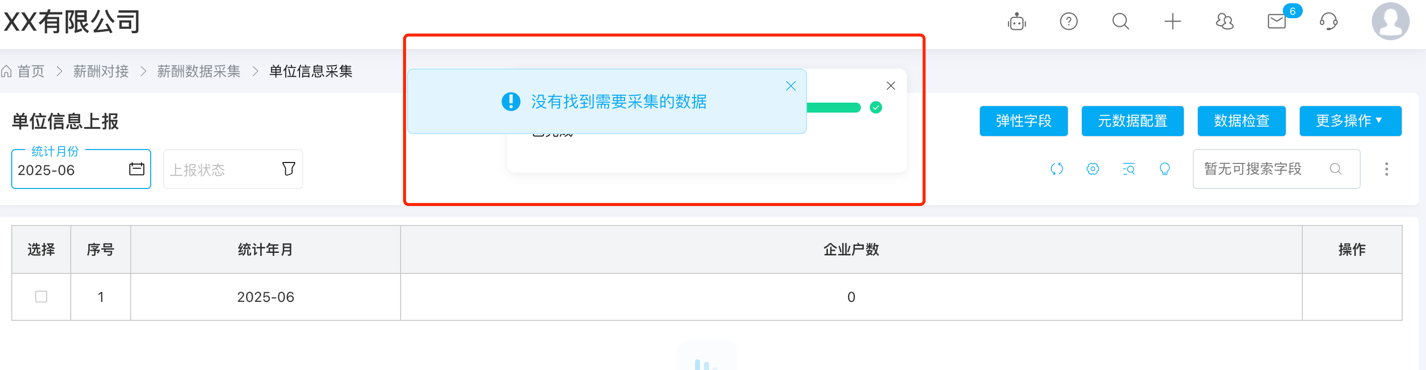 XX有限公司
6
首页 > 薪酬对接 > 薪酬数据采集 > 单位信息采集
没有找到需要采集的数据
已完成
单位信息上报
弹性字段 元数据配置 数据检查 更多操作
统计月份
2025-06 上报状态 暂无可搜索字段
选择 序号 统计年月 企业户数 操作
1 2025-06 0